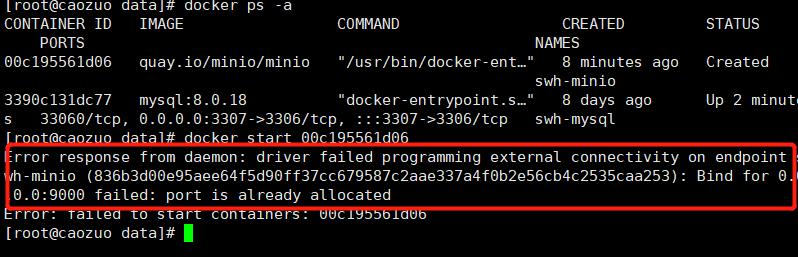 [root@caozuo data]# docker ps -a
CONTAINER ID   IMAGE                 COMMAND                  CREATED         STATUS
    PORTS                                                  NAMES
00c195561d06   quay.io/minio/minio   "/usr/bin/docker-ent…"   8 minutes ago   Created
                                                           swh-minio
3390c131dc77   mysql:8.0.18          "docker-entrypoint.s…"   8 days ago      Up 2 minut
s   33060/tcp, 0.0.0.0:3307->3306/tcp, :::3307->3306/tcp   swh-mysql
[root@caozuo data]# docker start 00c195561d06
Error response from daemon: driver failed programming external connectivity on endpoint s
wh-minio (836b3d00e95aee64f5d90ff37cc679587c2aae337a4f0b2e56cb4c2535caa253): Bind for 0.0
.0.0:9000 failed: port is already allocated
Error: failed to start containers: 00c195561d06
[root@caozuo data]#